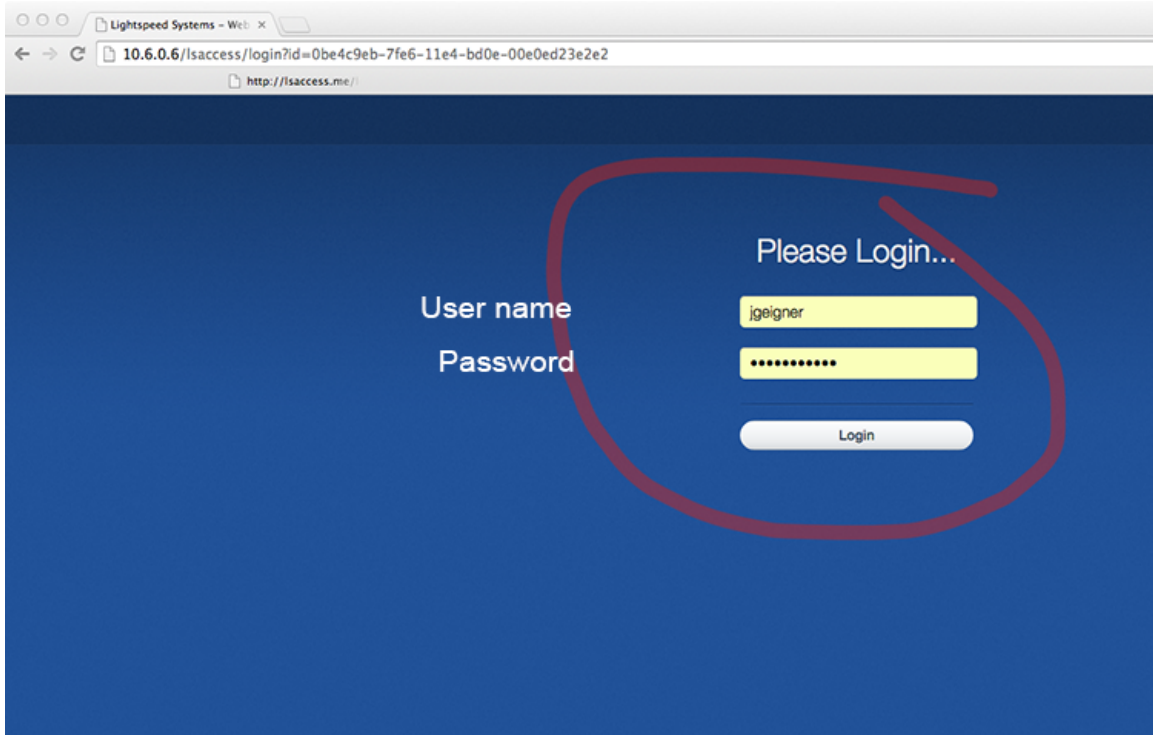 Lightspeed Systems – Web
10.6.0.6/lsaccess/login?id=0be4c9eb-7fe6-11e4-bd0e-00e0ed23e2e2
http://lsaccess.me/
Please Login...
User name
jgeigner
Password
•••••••••••
Login